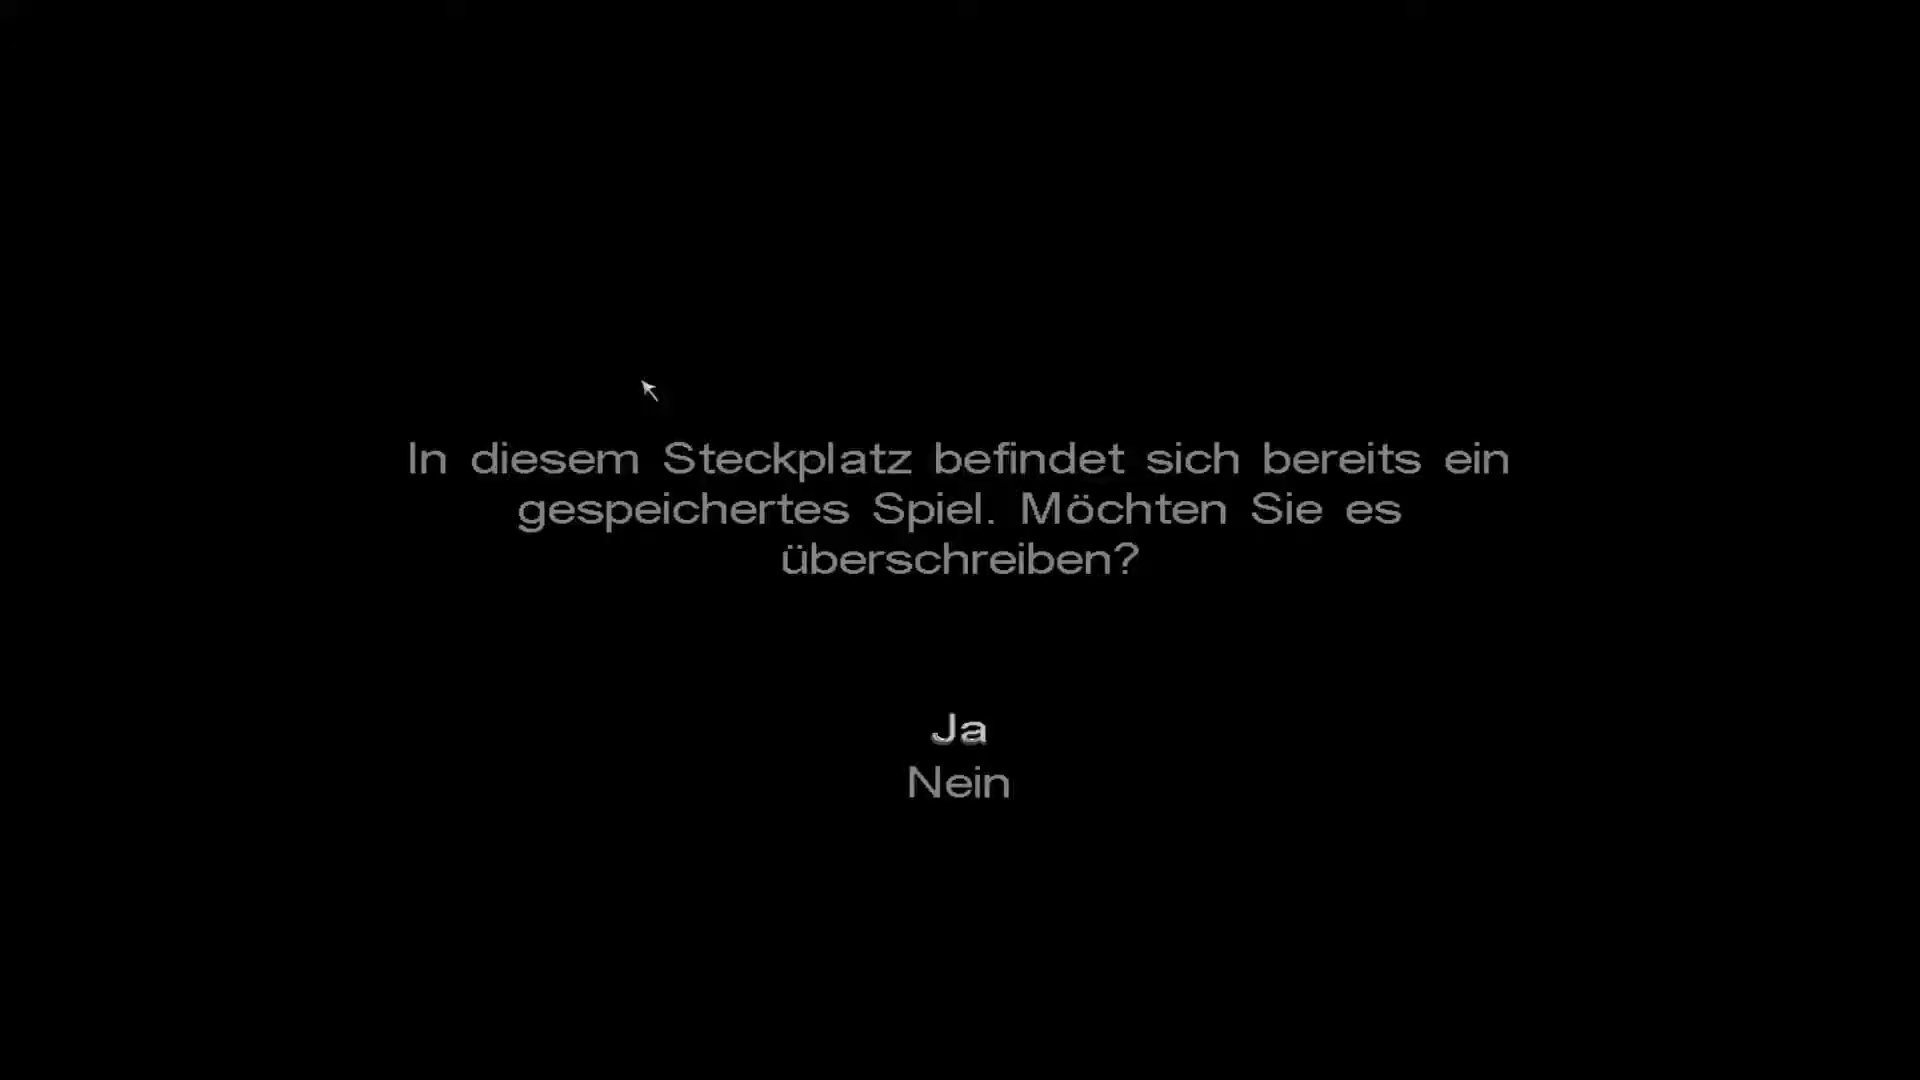 In diesem Steckplatz befindet sich bereits ein
gespeichertes Spiel. Möchten Sie es
überschreiben?
Ja
Nein